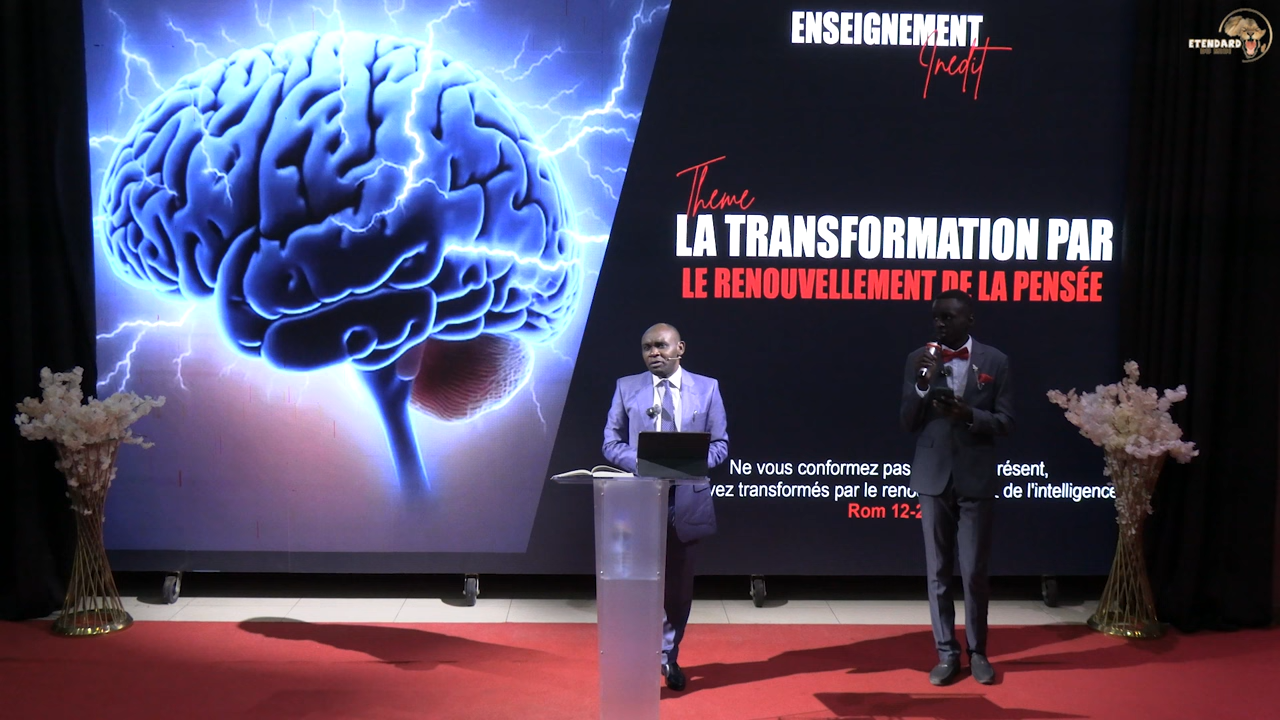 ENSEIGNEMENT
Inedit
ETENDARD
Theme
LA TRANSFORMATION PAR
LE RENOUVELLEMENT DE LA PENSÉE
Ne vous conformez pas résent,
yez transformés par le reno de l'intelligence
Rom 12-2